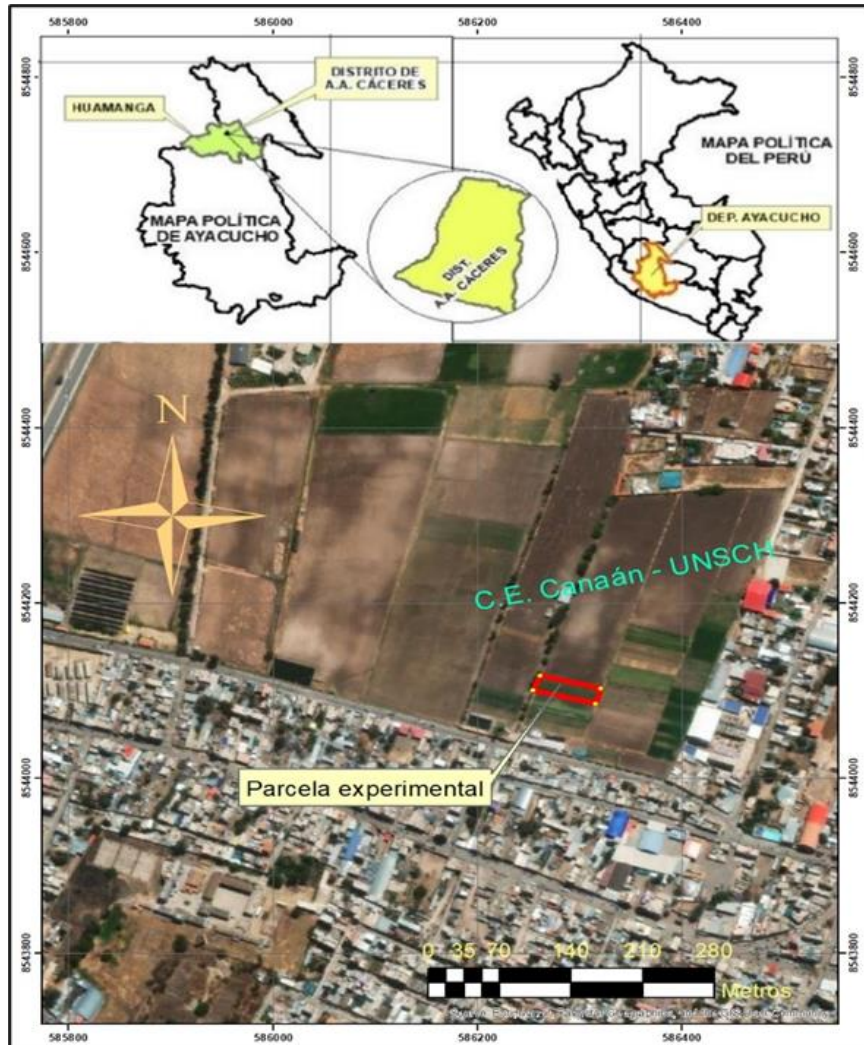 585800 586000 586200 586400
8544800
8544800
DISTRITO DE
A.A. CÁCERES
HUAMANGA
MAPA POLÍTICA
DE AYACUCHO
DIST.
A.A. CÁCERES
MAPA POLÍTICA
DEL PERÚ
DEP. AYACUCHO
8544600
8544600
N
8544400
8544400
C.E. Canaán - UNSCH
8544200
8544200
Parcela experimental
8544000
8544000
8543800
8543800
0 35 70 140 210 280
Metros
585800 586000 586200 586400